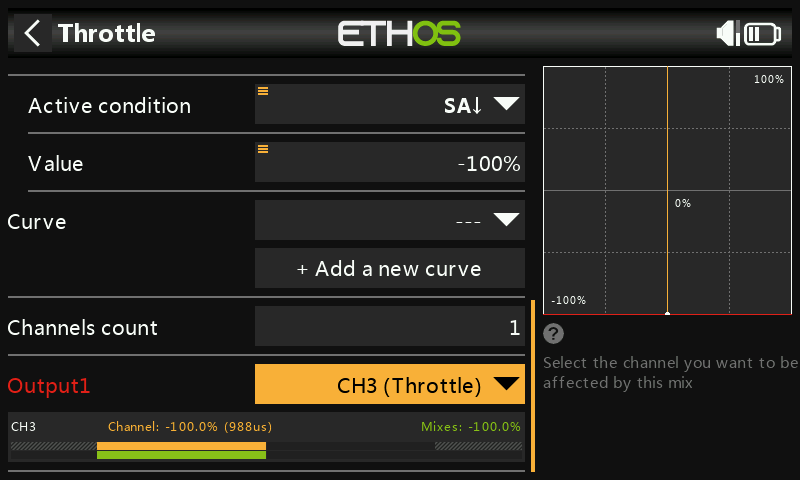 Throttle
ETHOS
Active condition SA↓
Value -100%
Curve ---
+ Add a new curve
Channels count 1
Output1 CH3 (Throttle)
CH3 Channel: -100.0% (988us) Mixes: -100.0%
100%
0%
-100%
?
Select the channel you want to be
affected by this mix